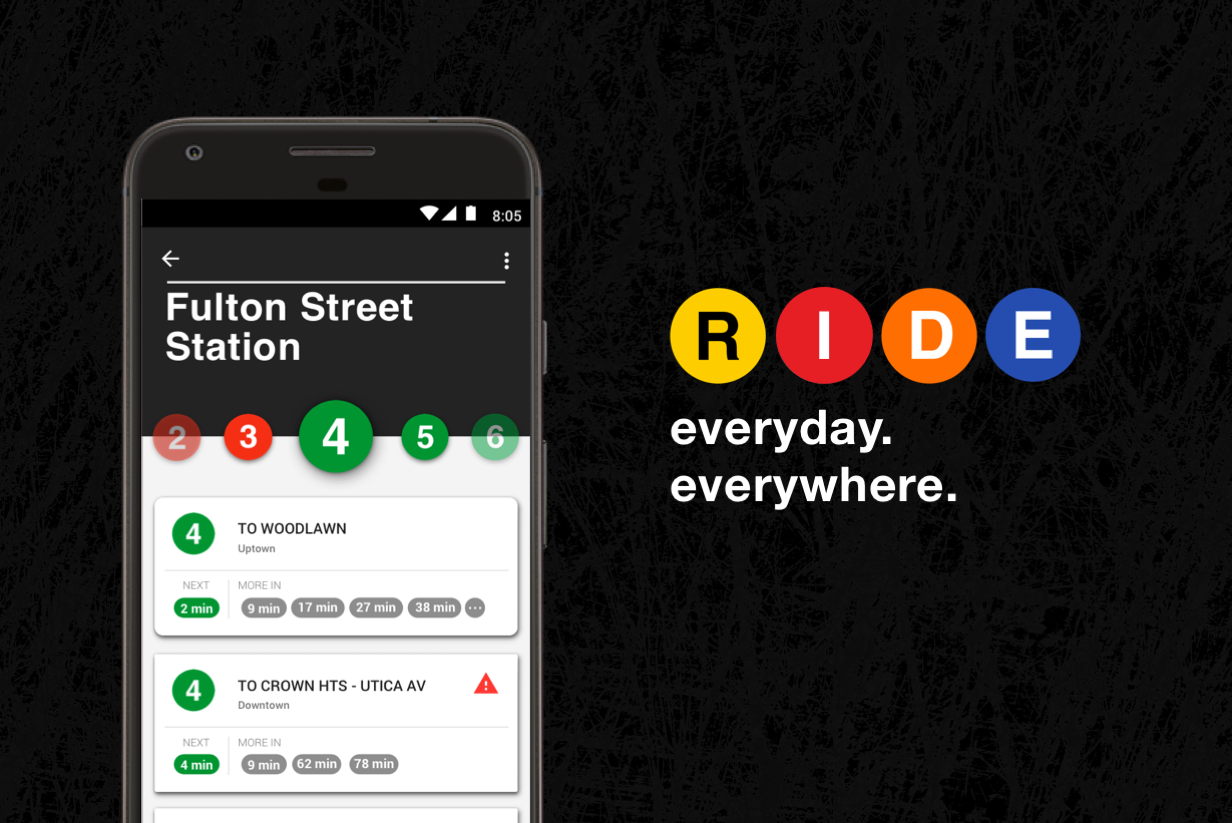 8:05
Fulton Street
Station
2 3 4 5 6
4 TO WOODLAWN
Uptown
NEXT MORE IN
2 min 9 min 17 min 27 min 38 min ...
4 TO CROWN HTS - UTICA AV
Downtown
NEXT MORE IN
4 min 9 min 62 min 78 min
R I D E
everyday.
everywhere.